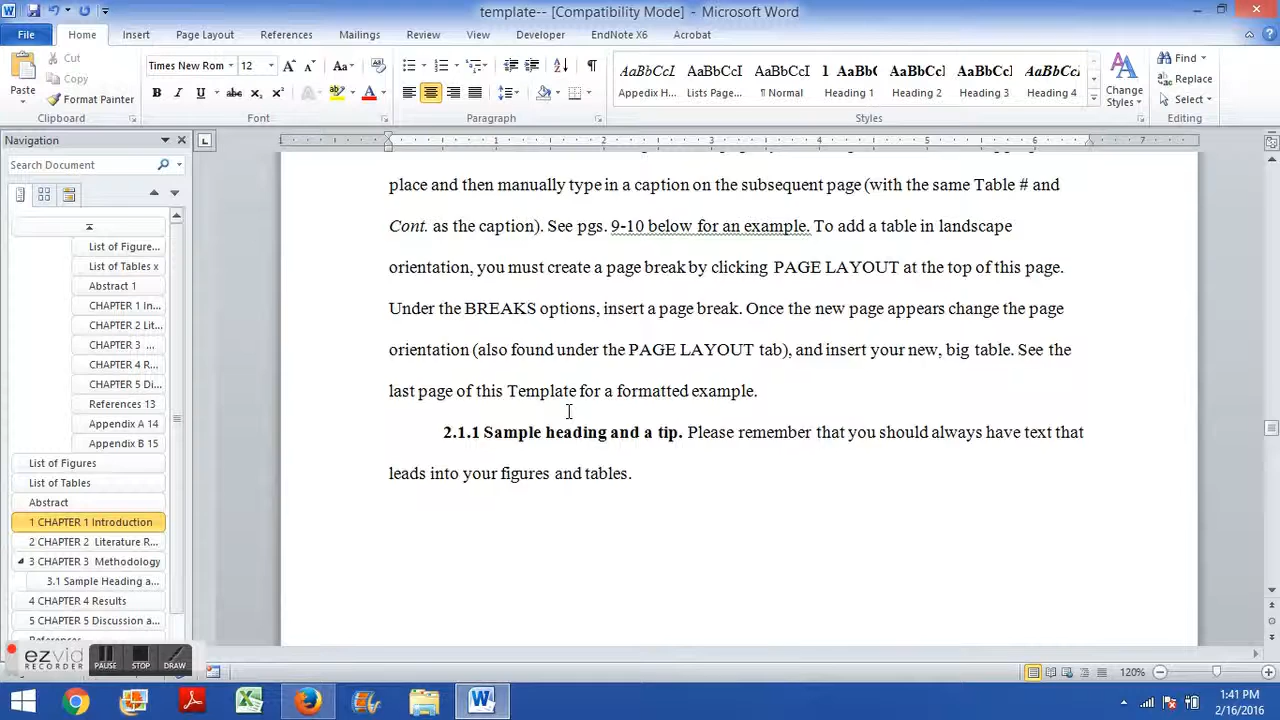 template-- [Compatibility Mode] - Microsoft Word
File Home Insert Page Layout References Mailings Review View Developer EndNote X6 Acrobat
Paste
Cut
Copy
Format Painter
Clipboard
Times New Rom 12
Font
Paragraph
AaBbCcI AaBbCcI AaBbCcI 1 AaBb( AaBbCc] AaBbCc] AaBbCcI
Appedix H... Lists Page... ¶ Normal Heading 1 Heading 2 Heading 3 Heading 4
Styles
Change
Styles
Find
Replace
Select
Editing
Navigation
Search Document
List of Figure...
List of Tables x
Abstract 1
CHAPTER 1 In...
CHAPTER 2 Lit...
CHAPTER 3 ...
CHAPTER 4 R...
CHAPTER 5 Di...
References 13
Appendix A 14
Appendix B 15
List of Figures
List of Tables
Abstract
1 CHAPTER 1 Introduction
2 CHAPTER 2 Literature R...
3 CHAPTER 3 Methodology
3.1 Sample Heading a...
4 CHAPTER 4 Results
5 CHAPTER 5 Discussion a...
1 2 3 4 5 6 7
place and then manually type in a caption on the subsequent page (with the same Table # and
Cont. as the caption). See pgs. 9-10 below for an example. To add a table in landscape
orientation, you must create a page break by clicking PAGE LAYOUT at the top of this page.
Under the BREAKS options, insert a page break. Once the new page appears change the page
orientation (also found under the PAGE LAYOUT tab), and insert your new, big table. See the
last page of this Template for a formatted example.
2.1.1 Sample heading and a tip. Please remember that you should always have text that
leads into your figures and tables.
ezvid
RECORDER
PAUSE STOP DRAW
120%
1:41 PM
2/16/2016